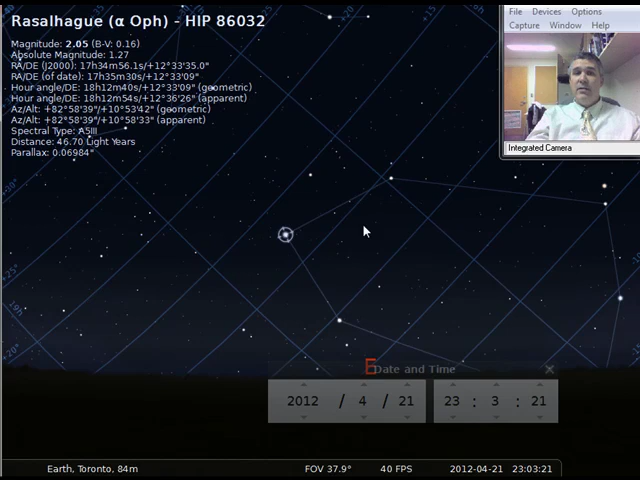 Rasalhague (α Oph) - HIP 86032
Magnitude: 2.05 (B-V: 0.16)
Absolute Magnitude: 1.27
RA/DE (J2000): 17h34m56.1s/+12°33'35.0"
RA/DE (of date): 17h35m30s/+12°33'09"
Hour angle/DE: 18h12m40s/+12°33'09" (geometric)
Hour angle/DE: 18h12m54s/+12°36'26" (apparent)
Az/Alt: +82°58'39"/+10°53'42" (geometric)
Az/Alt: +82°58'39"/+10°58'33" (apparent)
Spectral Type: A5III
Distance: 46.70 Light Years
Parallax: 0.06984"
File Devices Options
Capture Window Help
Integrated Camera
+15°
+20°
+20°
+25°
+20°
E
Date and Time
2012 / 4 / 21 23 : 3 : 21
Earth, Toronto, 84m FOV 37.9° 40 FPS 2012-04-21 23:03:21